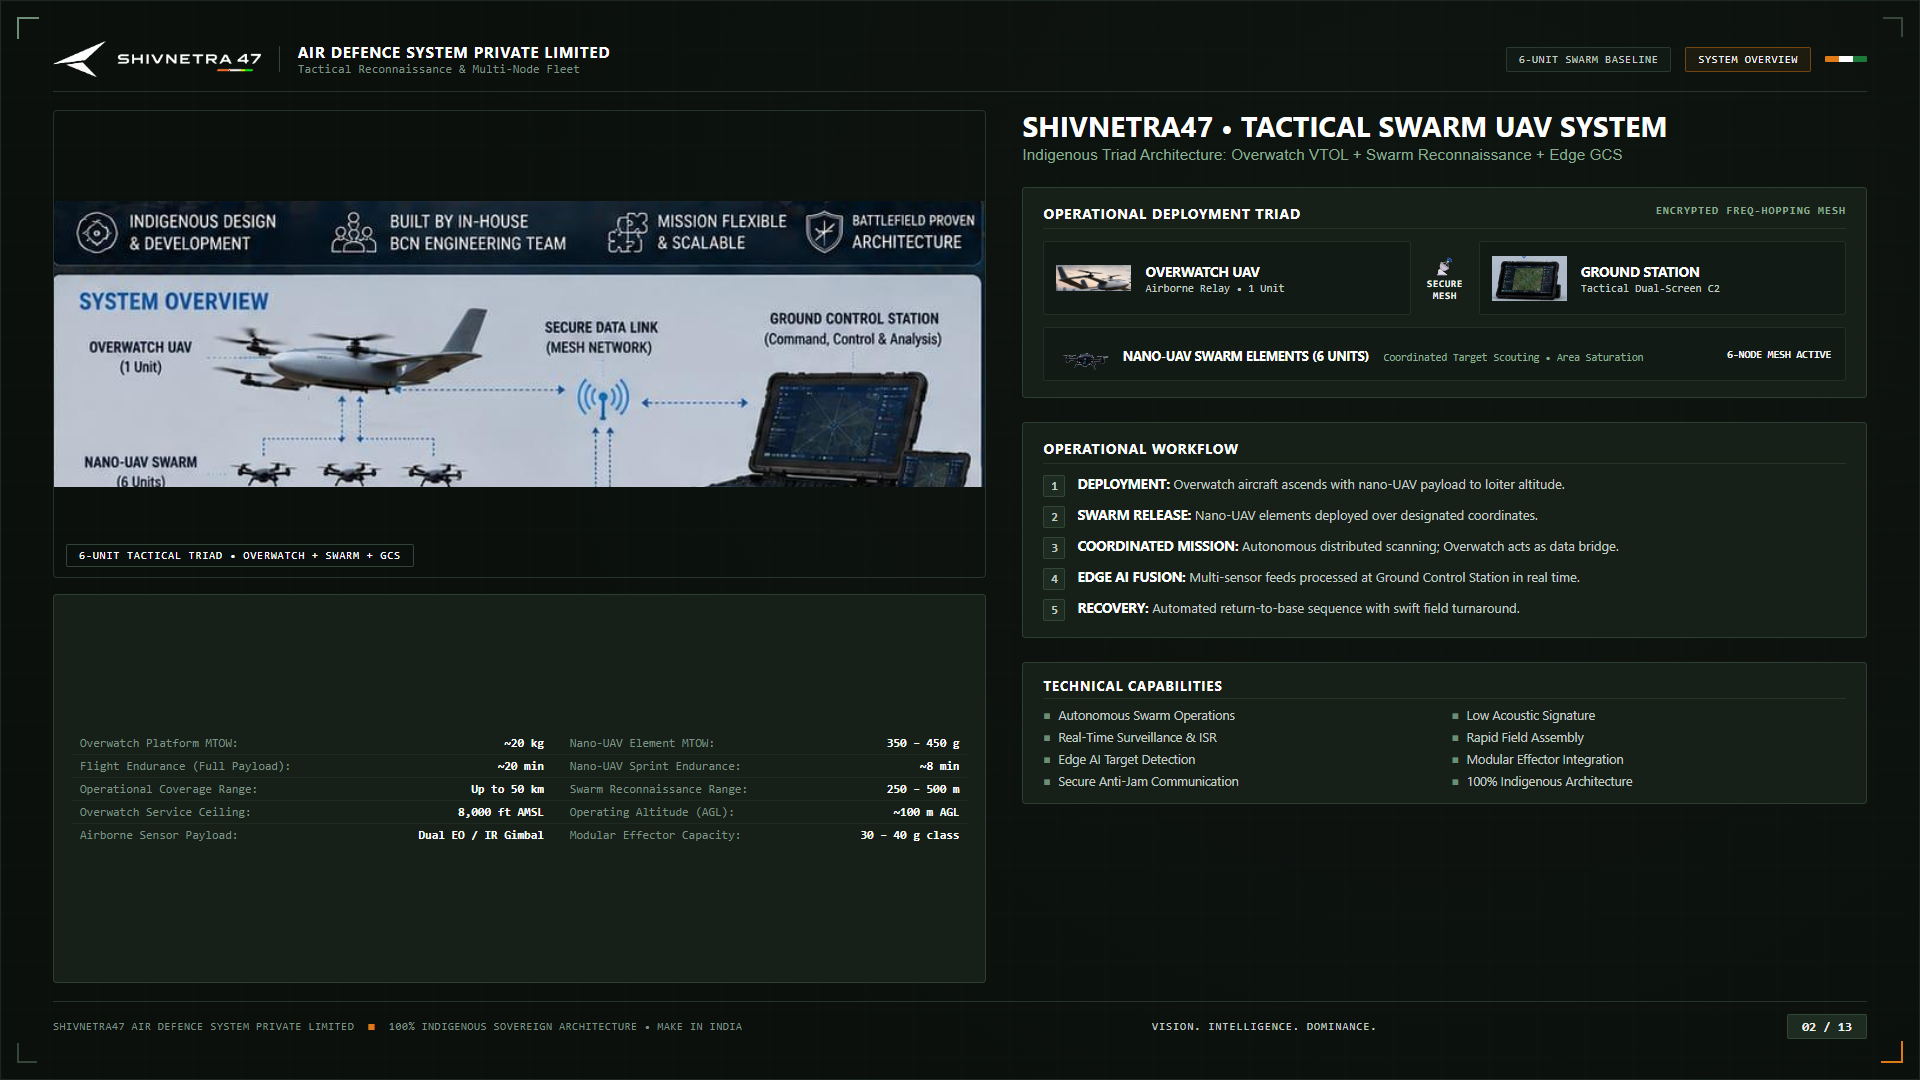 SHIVNETRA 47
AIR DEFENCE SYSTEM PRIVATE LIMITED
Tactical Reconnaissance & Multi-Node Fleet
6-UNIT SWARM BASELINE
SYSTEM OVERVIEW
INDIGENOUS DESIGN
& DEVELOPMENT
BUILT BY IN-HOUSE
BCN ENGINEERING TEAM
MISSION FLEXIBLE
& SCALABLE
BATTLEFIELD PROVEN
ARCHITECTURE
SYSTEM OVERVIEW
OVERWATCH UAV
(1 Unit)
SECURE DATA LINK
(MESH NETWORK)
GROUND CONTROL STATION
(Command, Control & Analysis)
NANO-UAV SWARM
(6 Units)
6-UNIT TACTICAL TRIAD • OVERWATCH + SWARM + GCS
Overwatch Platform MTOW: ~20 kg
Flight Endurance (Full Payload): ~20 min
Operational Coverage Range: Up to 50 km
Overwatch Service Ceiling: 8,000 ft AMSL
Airborne Sensor Payload: Dual EO / IR Gimbal
Nano-UAV Element MTOW: 350 – 450 g
Nano-UAV Sprint Endurance: ~8 min
Swarm Reconnaissance Range: 250 – 500 m
Operating Altitude (AGL): ~100 m AGL
Modular Effector Capacity: 30 – 40 g class
SHIVNETRA47 • TACTICAL SWARM UAV SYSTEM
Indigenous Triad Architecture: Overwatch VTOL + Swarm Reconnaissance + Edge GCS
OPERATIONAL DEPLOYMENT TRIAD
ENCRYPTED FREQ-HOPPING MESH
OVERWATCH UAV
Airborne Relay • 1 Unit
SECURE
MESH
GROUND STATION
Tactical Dual-Screen C2
NANO-UAV SWARM ELEMENTS (6 UNITS) Coordinated Target Scouting • Area Saturation
6-NODE MESH ACTIVE
OPERATIONAL WORKFLOW
1 DEPLOYMENT: Overwatch aircraft ascends with nano-UAV payload to loiter altitude.
2 SWARM RELEASE: Nano-UAV elements deployed over designated coordinates.
3 COORDINATED MISSION: Autonomous distributed scanning; Overwatch acts as data bridge.
4 EDGE AI FUSION: Multi-sensor feeds processed at Ground Control Station in real time.
5 RECOVERY: Automated return-to-base sequence with swift field turnaround.
TECHNICAL CAPABILITIES
Autonomous Swarm Operations
Real-Time Surveillance & ISR
Edge AI Target Detection
Secure Anti-Jam Communication
Low Acoustic Signature
Rapid Field Assembly
Modular Effector Integration
100% Indigenous Architecture
SHIVNETRA47 AIR DEFENCE SYSTEM PRIVATE LIMITED ■ 100% INDIGENOUS SOVEREIGN ARCHITECTURE • MAKE IN INDIA
VISION. INTELLIGENCE. DOMINANCE.
02 / 13